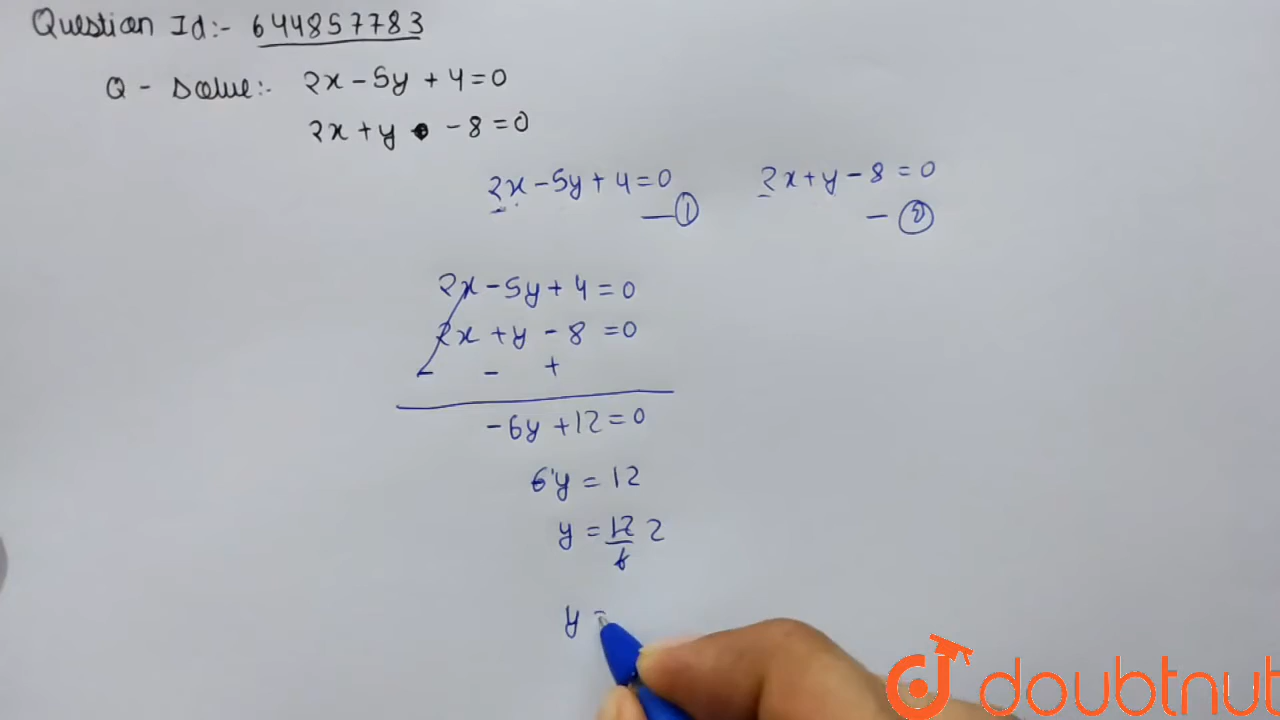 Question Id:- 644857783
Q - Solve:- 2x - 5y + 4 = 0
2x + y - 8 = 0
2x - 5y + 4 = 0 — ①
2x + y - 8 = 0 — ②
2x - 5y + 4 = 0
2x + y - 8 = 0
- - +
-6y + 12 = 0
6y = 12
y = 12/6 2
y =
doubtnut